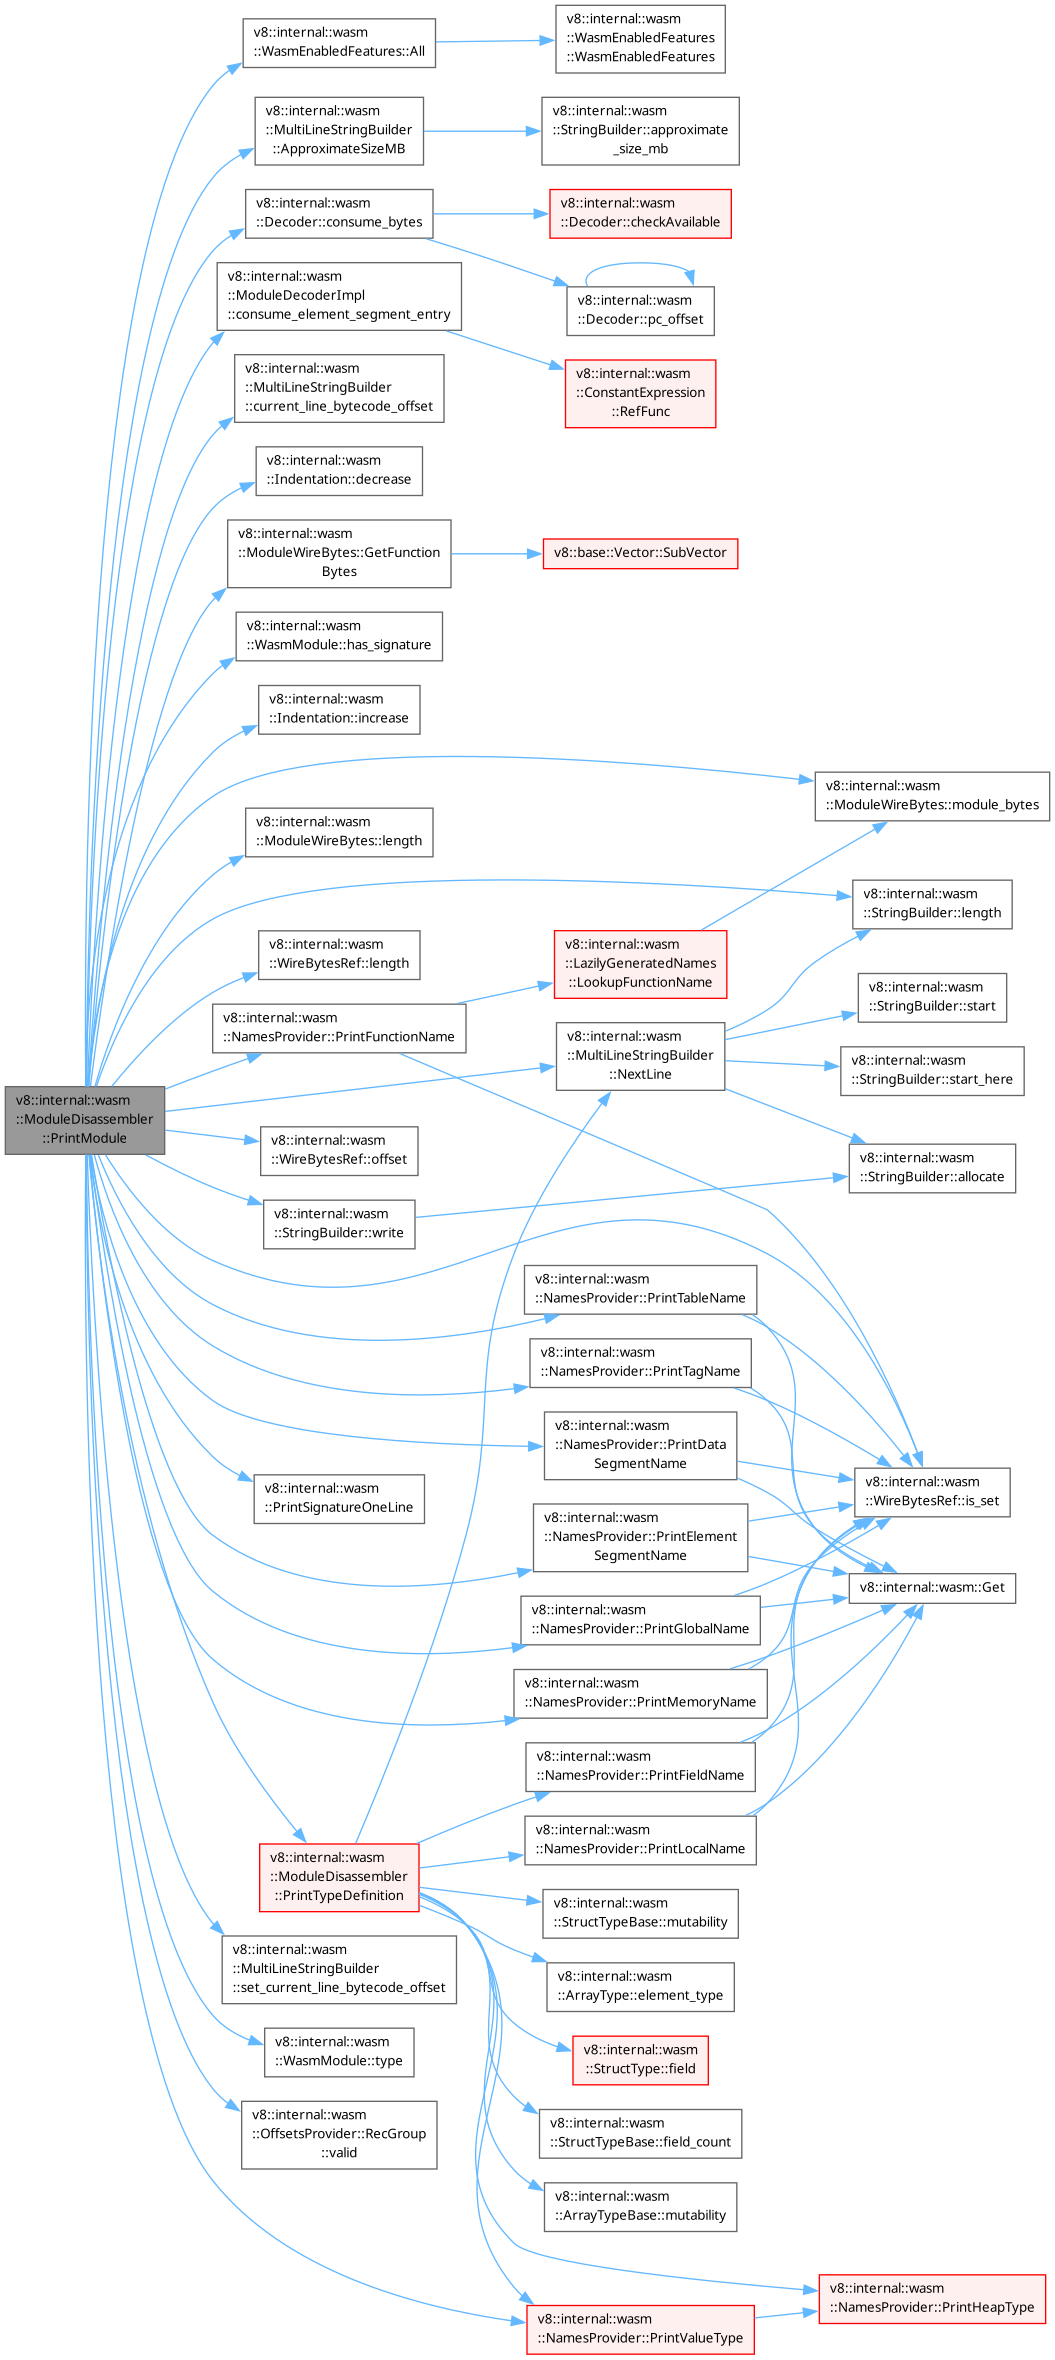 v8::internal::wasm
::WasmEnabledFeatures::All
v8::internal::wasm
::WasmEnabledFeatures
::WasmEnabledFeatures
v8::internal::wasm
::MultiLineStringBuilder
::ApproximateSizeMB
v8::internal::wasm
::StringBuilder::approximate
_size_mb
v8::internal::wasm
::Decoder::consume_bytes
v8::internal::wasm
::Decoder::checkAvailable
v8::internal::wasm
::ModuleDecoderImpl
::consume_element_segment_entry
v8::internal::wasm
::Decoder::pc_offset
v8::internal::wasm
::MultiLineStringBuilder
::current_line_bytecode_offset
v8::internal::wasm
::ConstantExpression
::RefFunc
v8::internal::wasm
::Indentation::decrease
v8::internal::wasm
::ModuleWireBytes::GetFunction
Bytes
v8::base::Vector::SubVector
v8::internal::wasm
::WasmModule::has_signature
v8::internal::wasm
::Indentation::increase
v8::internal::wasm
::ModuleWireBytes::module_bytes
v8::internal::wasm
::ModuleWireBytes::length
v8::internal::wasm
::StringBuilder::length
v8::internal::wasm
::WireBytesRef::length
v8::internal::wasm
::LazilyGeneratedNames
::LookupFunctionName
v8::internal::wasm
::StringBuilder::start
v8::internal::wasm
::NamesProvider::PrintFunctionName
v8::internal::wasm
::MultiLineStringBuilder
::NextLine
v8::internal::wasm
::StringBuilder::start_here
v8::internal::wasm
::ModuleDisassembler
::PrintModule
v8::internal::wasm
::WireBytesRef::offset
v8::internal::wasm
::StringBuilder::allocate
v8::internal::wasm
::StringBuilder::write
v8::internal::wasm
::NamesProvider::PrintTableName
v8::internal::wasm
::NamesProvider::PrintTagName
v8::internal::wasm
::NamesProvider::PrintData
SegmentName
v8::internal::wasm
::WireBytesRef::is_set
v8::internal::wasm
::PrintSignatureOneLine
v8::internal::wasm
::NamesProvider::PrintElement
SegmentName
v8::internal::wasm::Get
v8::internal::wasm
::NamesProvider::PrintGlobalName
v8::internal::wasm
::NamesProvider::PrintMemoryName
v8::internal::wasm
::NamesProvider::PrintFieldName
v8::internal::wasm
::NamesProvider::PrintLocalName
v8::internal::wasm
::ModuleDisassembler
::PrintTypeDefinition
v8::internal::wasm
::StructTypeBase::mutability
v8::internal::wasm
::MultiLineStringBuilder
::set_current_line_bytecode_offset
v8::internal::wasm
::ArrayType::element_type
v8::internal::wasm
::WasmModule::type
v8::internal::wasm
::StructType::field
v8::internal::wasm
::OffsetsProvider::RecGroup
::valid
v8::internal::wasm
::StructTypeBase::field_count
v8::internal::wasm
::ArrayTypeBase::mutability
v8::internal::wasm
::NamesProvider::PrintHeapType
v8::internal::wasm
::NamesProvider::PrintValueType